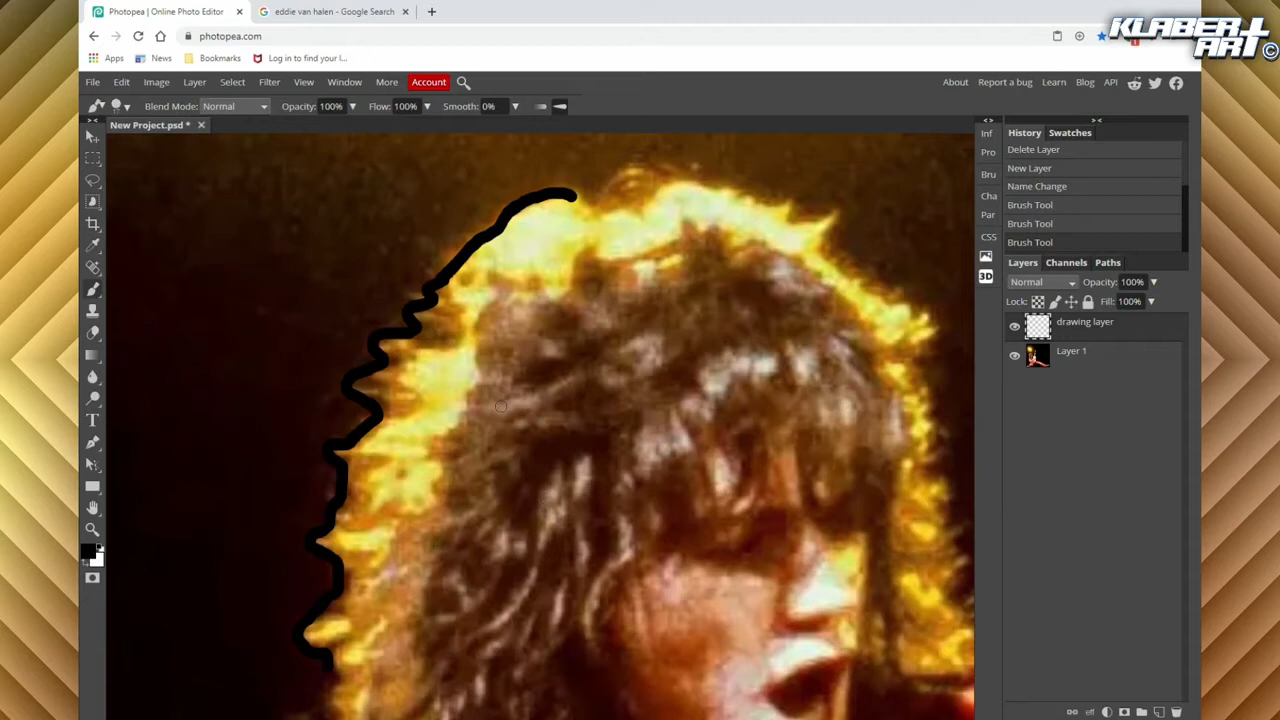 Photopea | Online Photo Editor
eddie van halen - Google Search
KLABER+
ART©
photopea.com
Apps News Bookmarks Log in to find your l...
File Edit Image Layer Select Filter View Window More Account About Report a bug Learn Blog API
Blend Mode: Normal Opacity: 100% Flow: 100% Smooth: 0%
New Project.psd *
Inf
Pro
Bru
Cha
Par
CSS
3D
History Swatches
Delete Layer
New Layer
Name Change
Brush Tool
Brush Tool
Brush Tool
Layers Channels Paths
Normal Opacity: 100%
Lock: Fill: 100%
drawing layer
Layer 1
eff